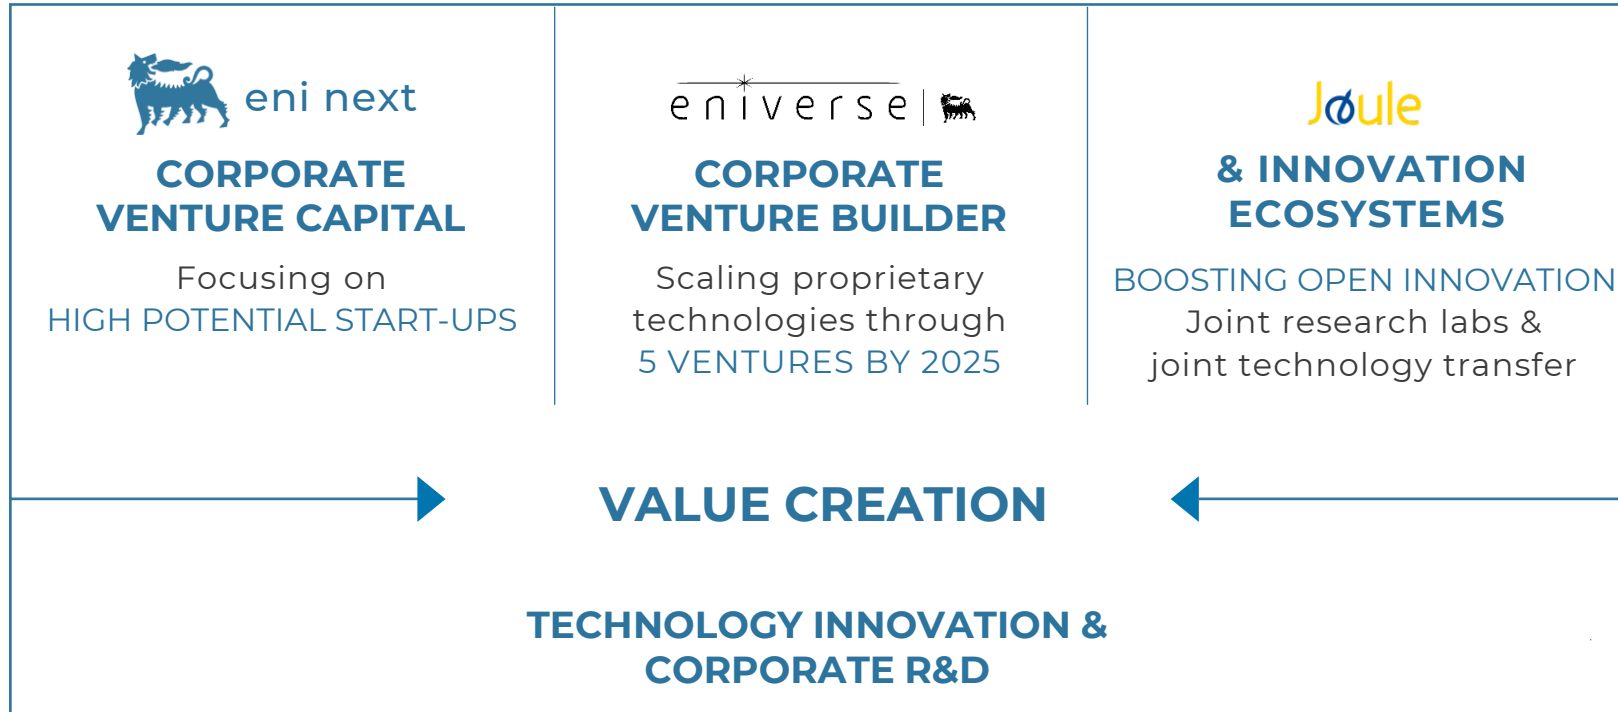 eni next
CORPORATE
VENTURE CAPITAL
Focusing on
HIGH POTENTIAL START-UPS
eniverse
CORPORATE
VENTURE BUILDER
Scaling proprietary
technologies through
5 VENTURES BY 2025
Joule
& INNOVATION
ECOSYSTEMS
BOOSTING OPEN INNOVATION
Joint research labs &
joint technology transfer
VALUE CREATION
TECHNOLOGY INNOVATION &
CORPORATE R&D